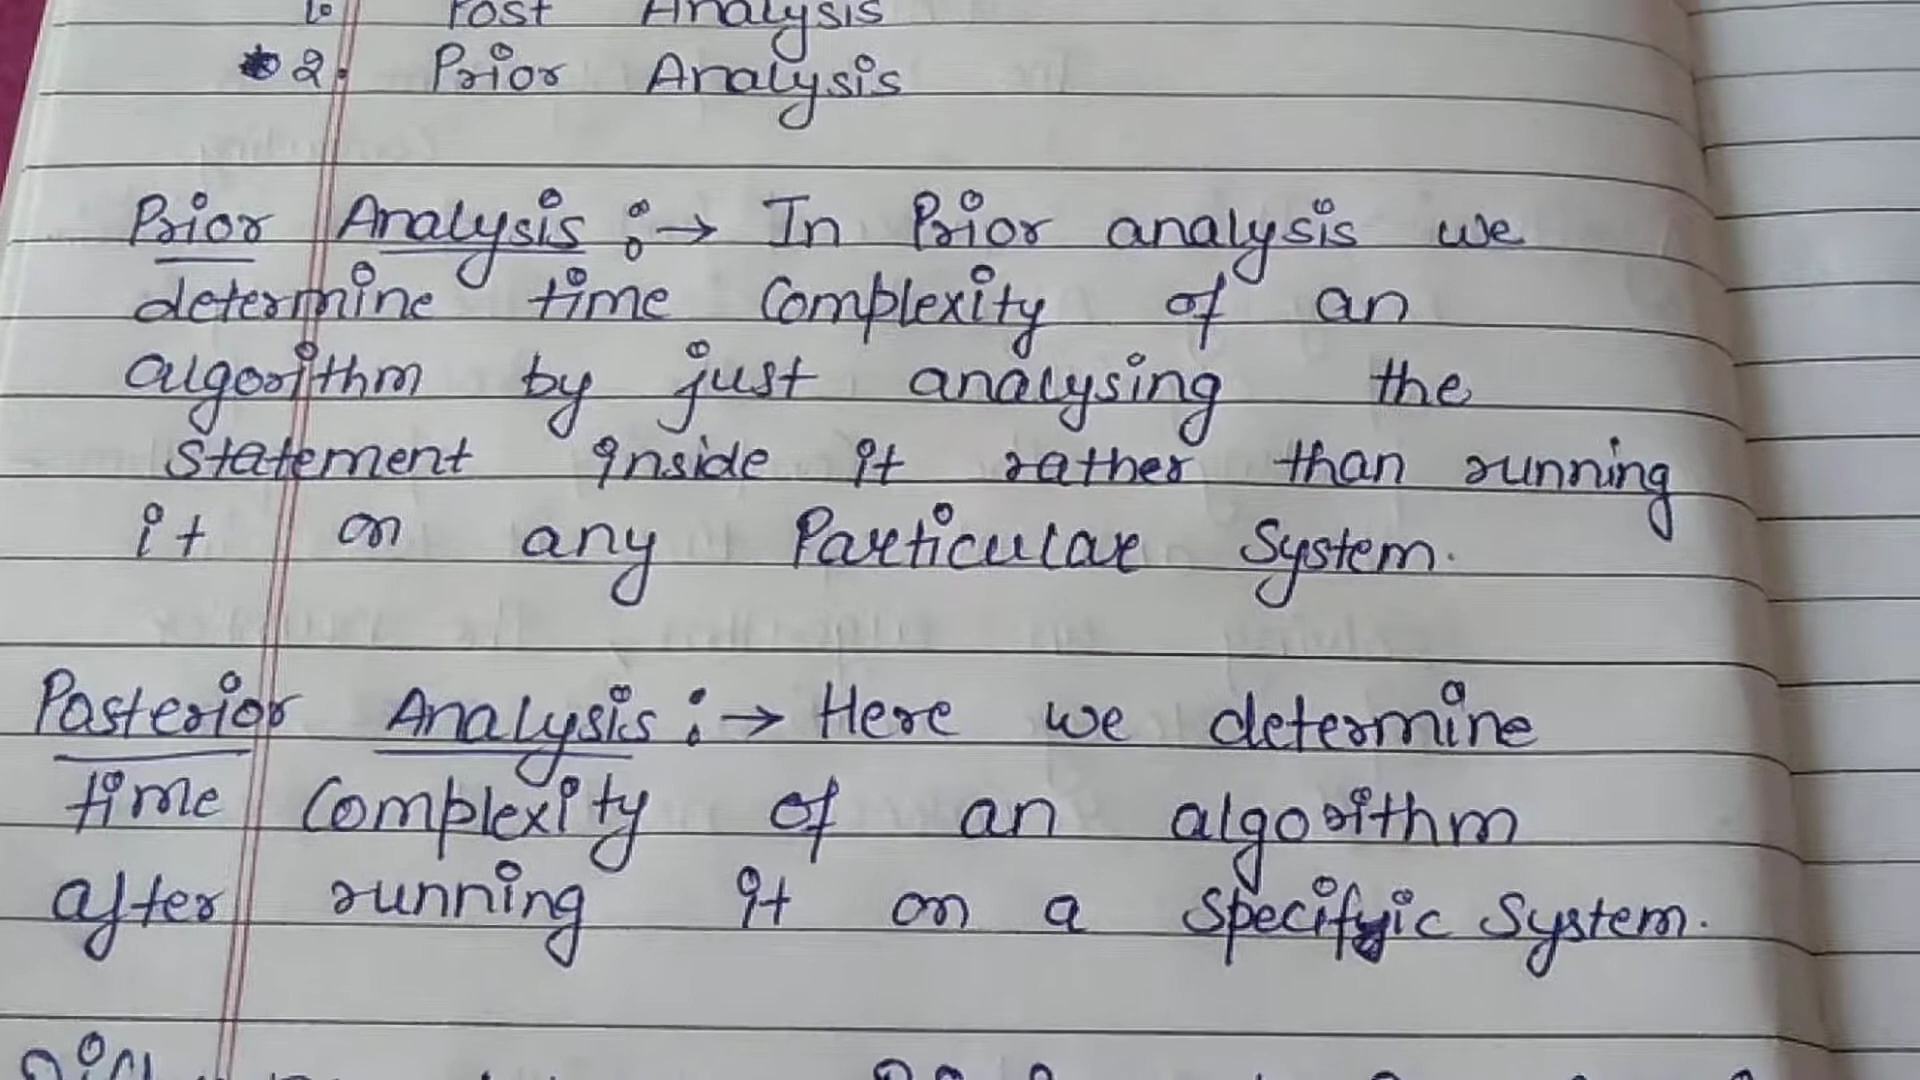 1. Post Analysis
2. Prior Analysis
Prior Analysis :→ In Prior analysis we
determine time Complexity of an
algorithm by just analysing the
statement inside it rather than running
it on any Particular System.
Posterior Analysis :→ Here we determine
time Complexity of an algorithm
after running it on a specific System.